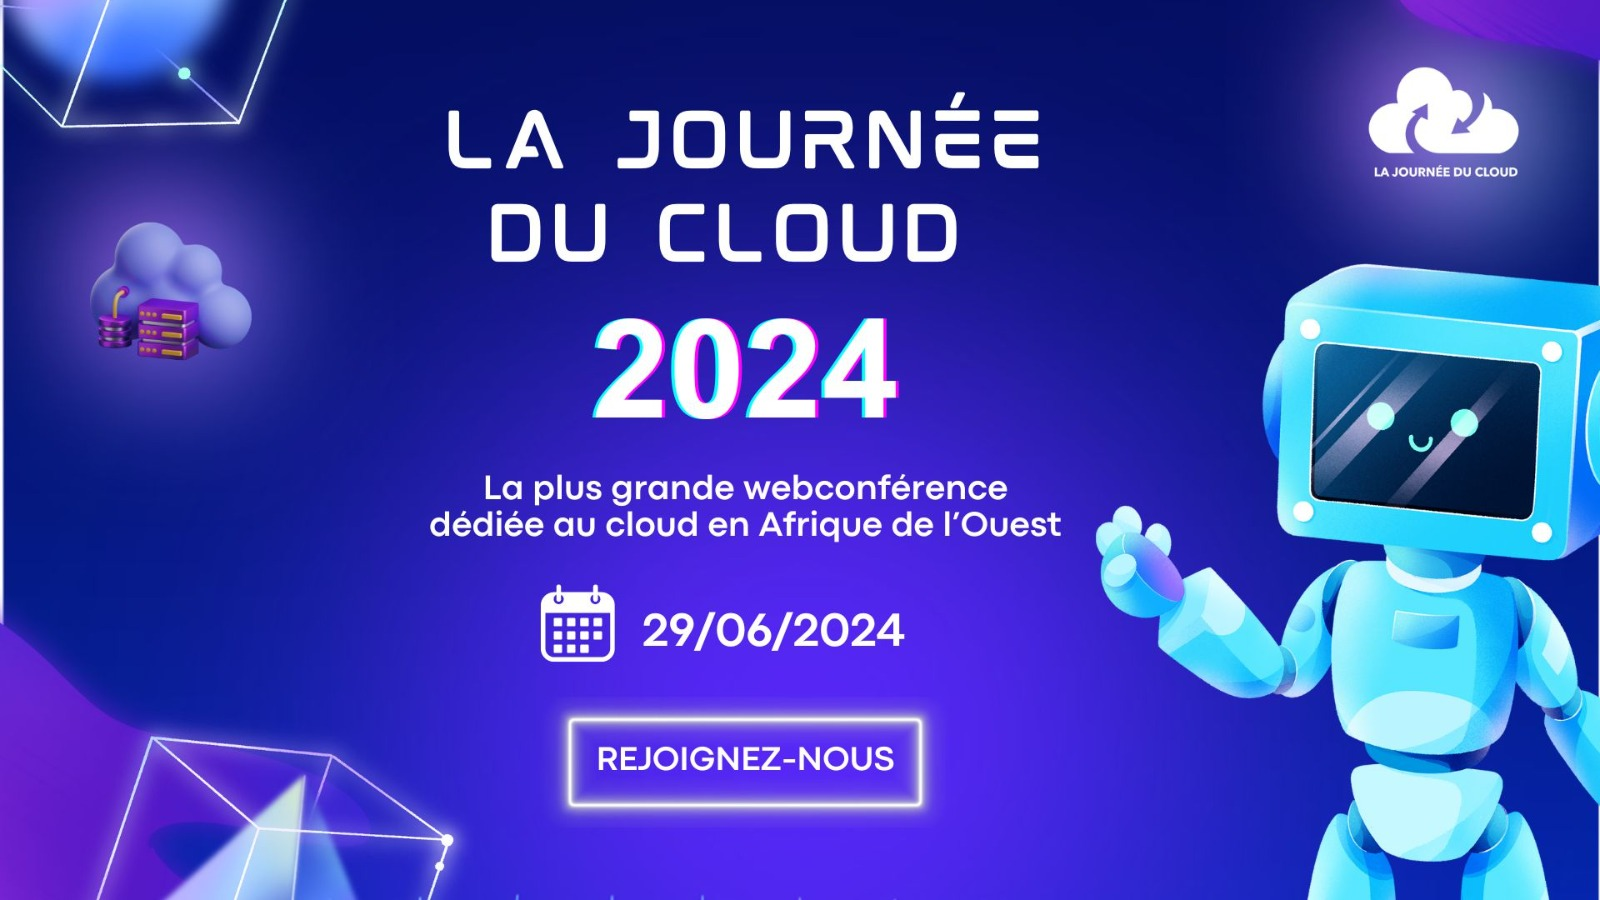 LA JOURNÉE
DU CLOUD
2024
La plus grande webconférence
dédiée au cloud en Afrique de l’Ouest
29/06/2024
REJOIGNEZ-NOUS
LA JOURNÉE DU CLOUD